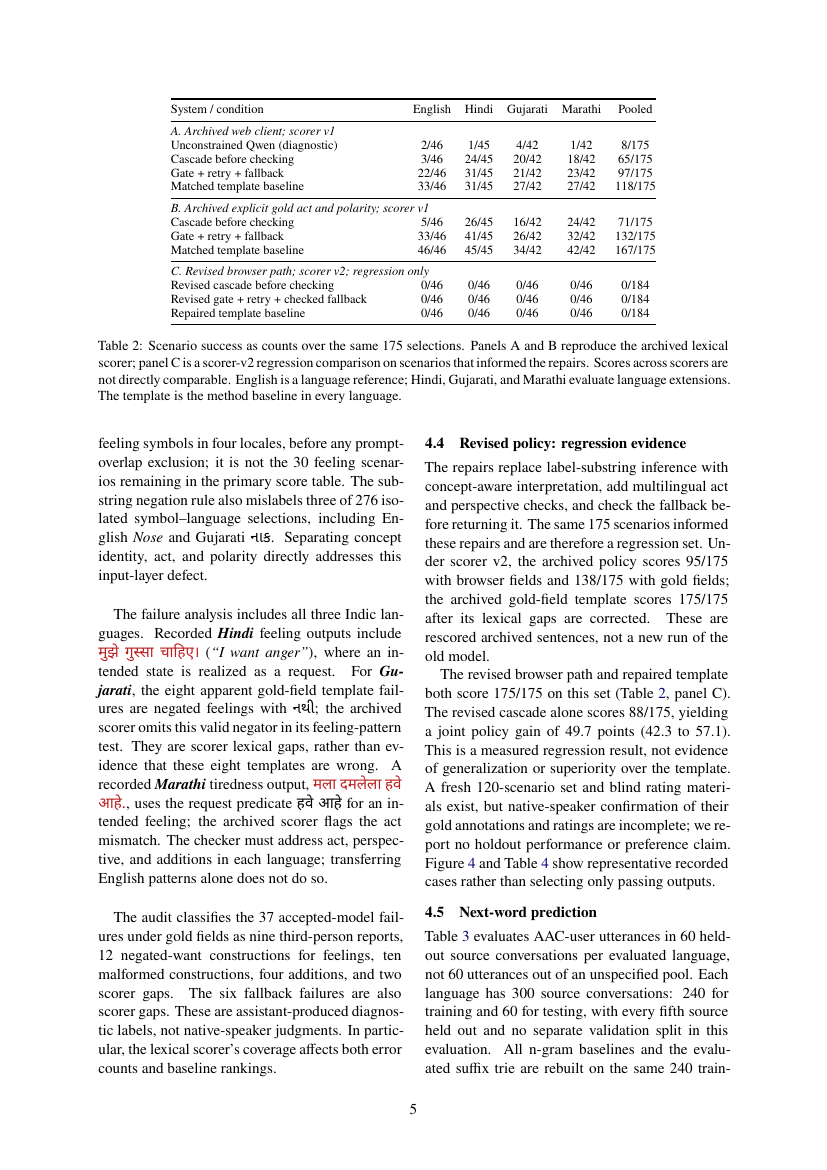 System / condition English Hindi Gujarati Marathi Pooled
A. Archived web client; scorer v1
Unconstrained Qwen (diagnostic) 2/46 1/45 4/42 1/42 8/175
Cascade before checking 3/46 24/45 20/42 18/42 65/175
Gate + retry + fallback 22/46 31/45 21/42 23/42 97/175
Matched template baseline 33/46 31/45 27/42 27/42 118/175
B. Archived explicit gold act and polarity; scorer v1
Cascade before checking 5/46 26/45 16/42 24/42 71/175
Gate + retry + fallback 33/46 41/45 26/42 32/42 132/175
Matched template baseline 46/46 45/45 34/42 42/42 167/175
C. Revised browser path; scorer v2; regression only
Revised cascade before checking 0/46 0/46 0/46 0/46 0/184
Revised gate + retry + checked fallback 0/46 0/46 0/46 0/46 0/184
Repaired template baseline 0/46 0/46 0/46 0/46 0/184
Table 2: Scenario success as counts over the same 175 selections. Panels A and B reproduce the archived lexical
scorer; panel C is a scorer-v2 regression comparison on scenarios that informed the repairs. Scores across scorers are
not directly comparable. English is a language reference; Hindi, Gujarati, and Marathi evaluate language extensions.
The template is the method baseline in every language.
feeling symbols in four locales, before any prompt-
overlap exclusion; it is not the 30 feeling scenar-
ios remaining in the primary score table. The sub-
string negation rule also mislabels three of 276 iso-
lated symbol–language selections, including En-
glish Nose and Gujarati નાક. Separating concept
identity, act, and polarity directly addresses this
input-layer defect.
The failure analysis includes all three Indic lan-
guages. Recorded Hindi feeling outputs include
मुझे गुस्सा चाहिए। (“I want anger”), where an in-
tended state is realized as a request. For Gu-
jarati, the eight apparent gold-field template fail-
ures are negated feelings with નથી; the archived
scorer omits this valid negator in its feeling-pattern
test. They are scorer lexical gaps, rather than ev-
idence that these eight templates are wrong. A
recorded Marathi tiredness output, मला दमलेला हवे
आहे., uses the request predicate हवे आहे for an in-
tended feeling; the archived scorer flags the act
mismatch. The checker must address act, perspec-
tive, and additions in each language; transferring
English patterns alone does not do so.
The audit classifies the 37 accepted-model fail-
ures under gold fields as nine third-person reports,
12 negated-want constructions for feelings, ten
malformed constructions, four additions, and two
scorer gaps. The six fallback failures are also
scorer gaps. These are assistant-produced diagnos-
tic labels, not native-speaker judgments. In partic-
ular, the lexical scorer's coverage affects both error
counts and baseline rankings.
4.4 Revised policy: regression evidence
The repairs replace label-substring inference with
concept-aware interpretation, add multilingual act
and perspective checks, and check the fallback be-
fore returning it. The same 175 scenarios informed
these repairs and are therefore a regression set. Un-
der scorer v2, the archived policy scores 95/175
with browser fields and 138/175 with gold fields;
the archived gold-field template scores 175/175
after its lexical gaps are corrected. These are
rescored archived sentences, not a new run of the
old model.
The revised browser path and repaired template
both score 175/175 on this set (Table 2, panel C).
The revised cascade alone scores 88/175, yielding
a joint policy gain of 49.7 points (42.3 to 57.1).
This is a measured regression result, not evidence
of generalization or superiority over the template.
A fresh 120-scenario set and blind rating materi-
als exist, but native-speaker confirmation of their
gold annotations and ratings are incomplete; we re-
port no holdout performance or preference claim.
Figure 4 and Table 4 show representative recorded
cases rather than selecting only passing outputs.
4.5 Next-word prediction
Table 3 evaluates AAC-user utterances in 60 held-
out source conversations per evaluated language,
not 60 utterances out of an unspecified pool. Each
language has 300 source conversations: 240 for
training and 60 for testing, with every fifth source
held out and no separate validation split in this
evaluation. All n-gram baselines and the evalu-
ated suffix trie are rebuilt on the same 240 train-
5